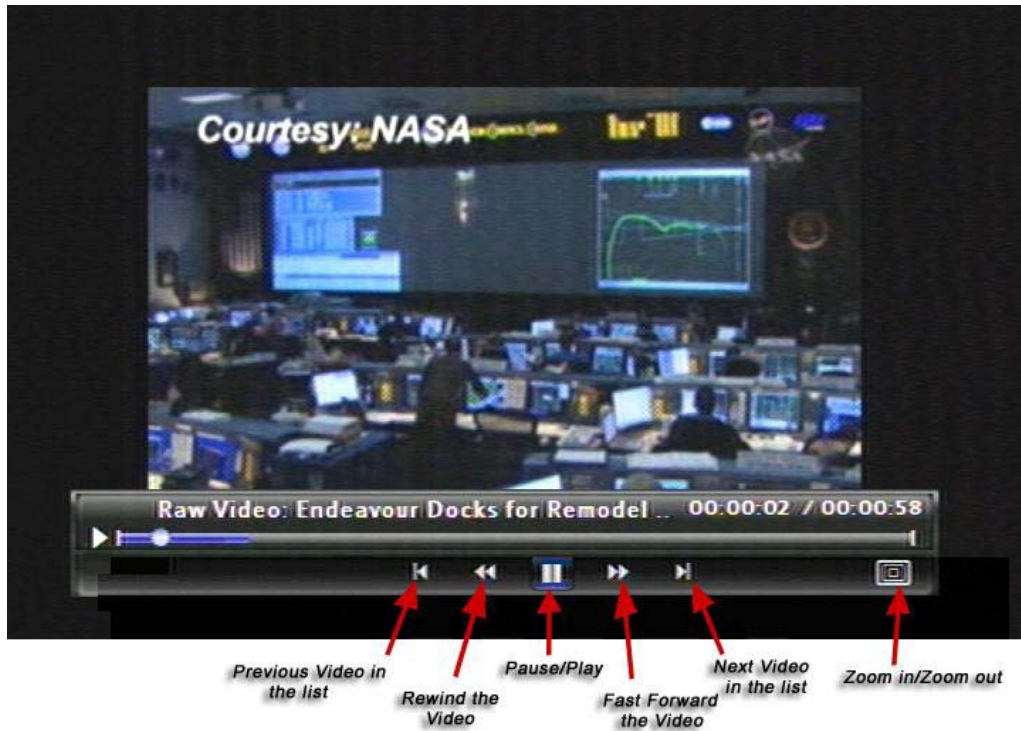 Courtesy: NASA
Raw Video: Endeavour Docks for Remodel .. 00:00:02 / 00:00:58
Previous Video in
the list
Rewind the
Video
Pause/Play
Fast Forward
the Video
Next Video
in the list
Zoom in/Zoom out